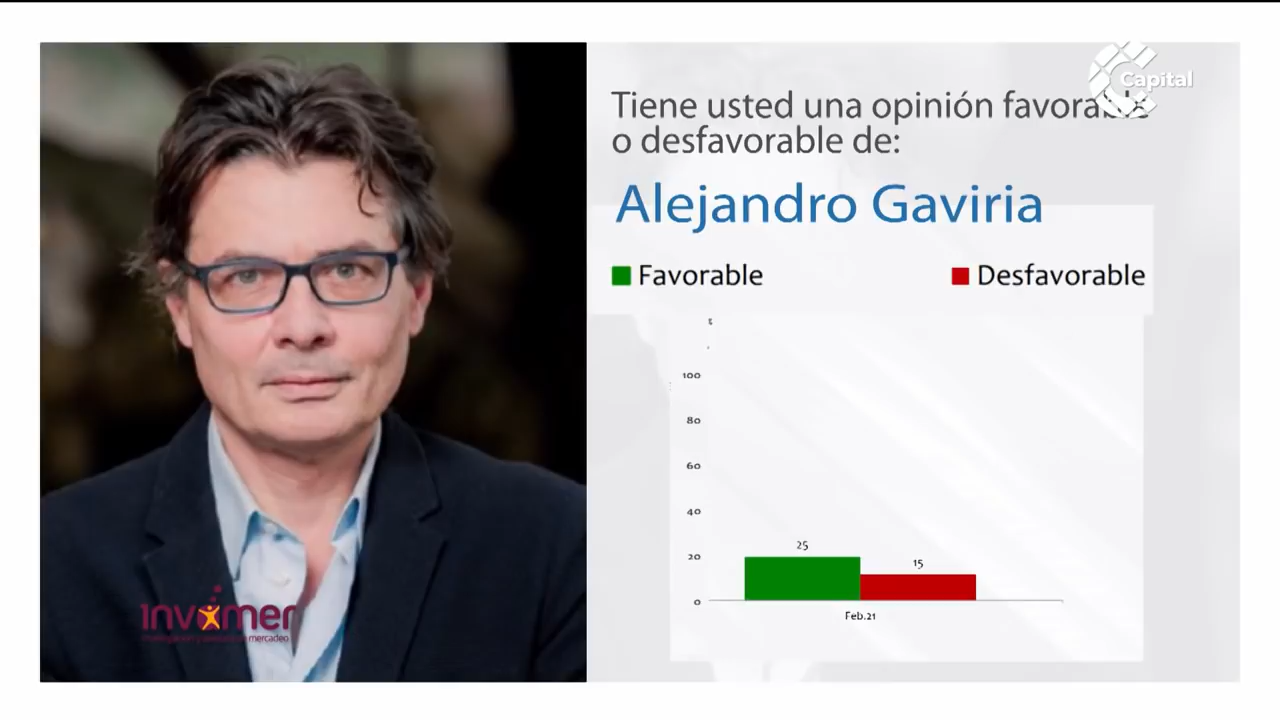 Capital
Tiene usted una opinión favorable
o desfavorable de:
Alejandro Gaviria
Favorable
Desfavorable
100
80
60
40
20
0
25
15
Feb.21
invamer
mercadeo